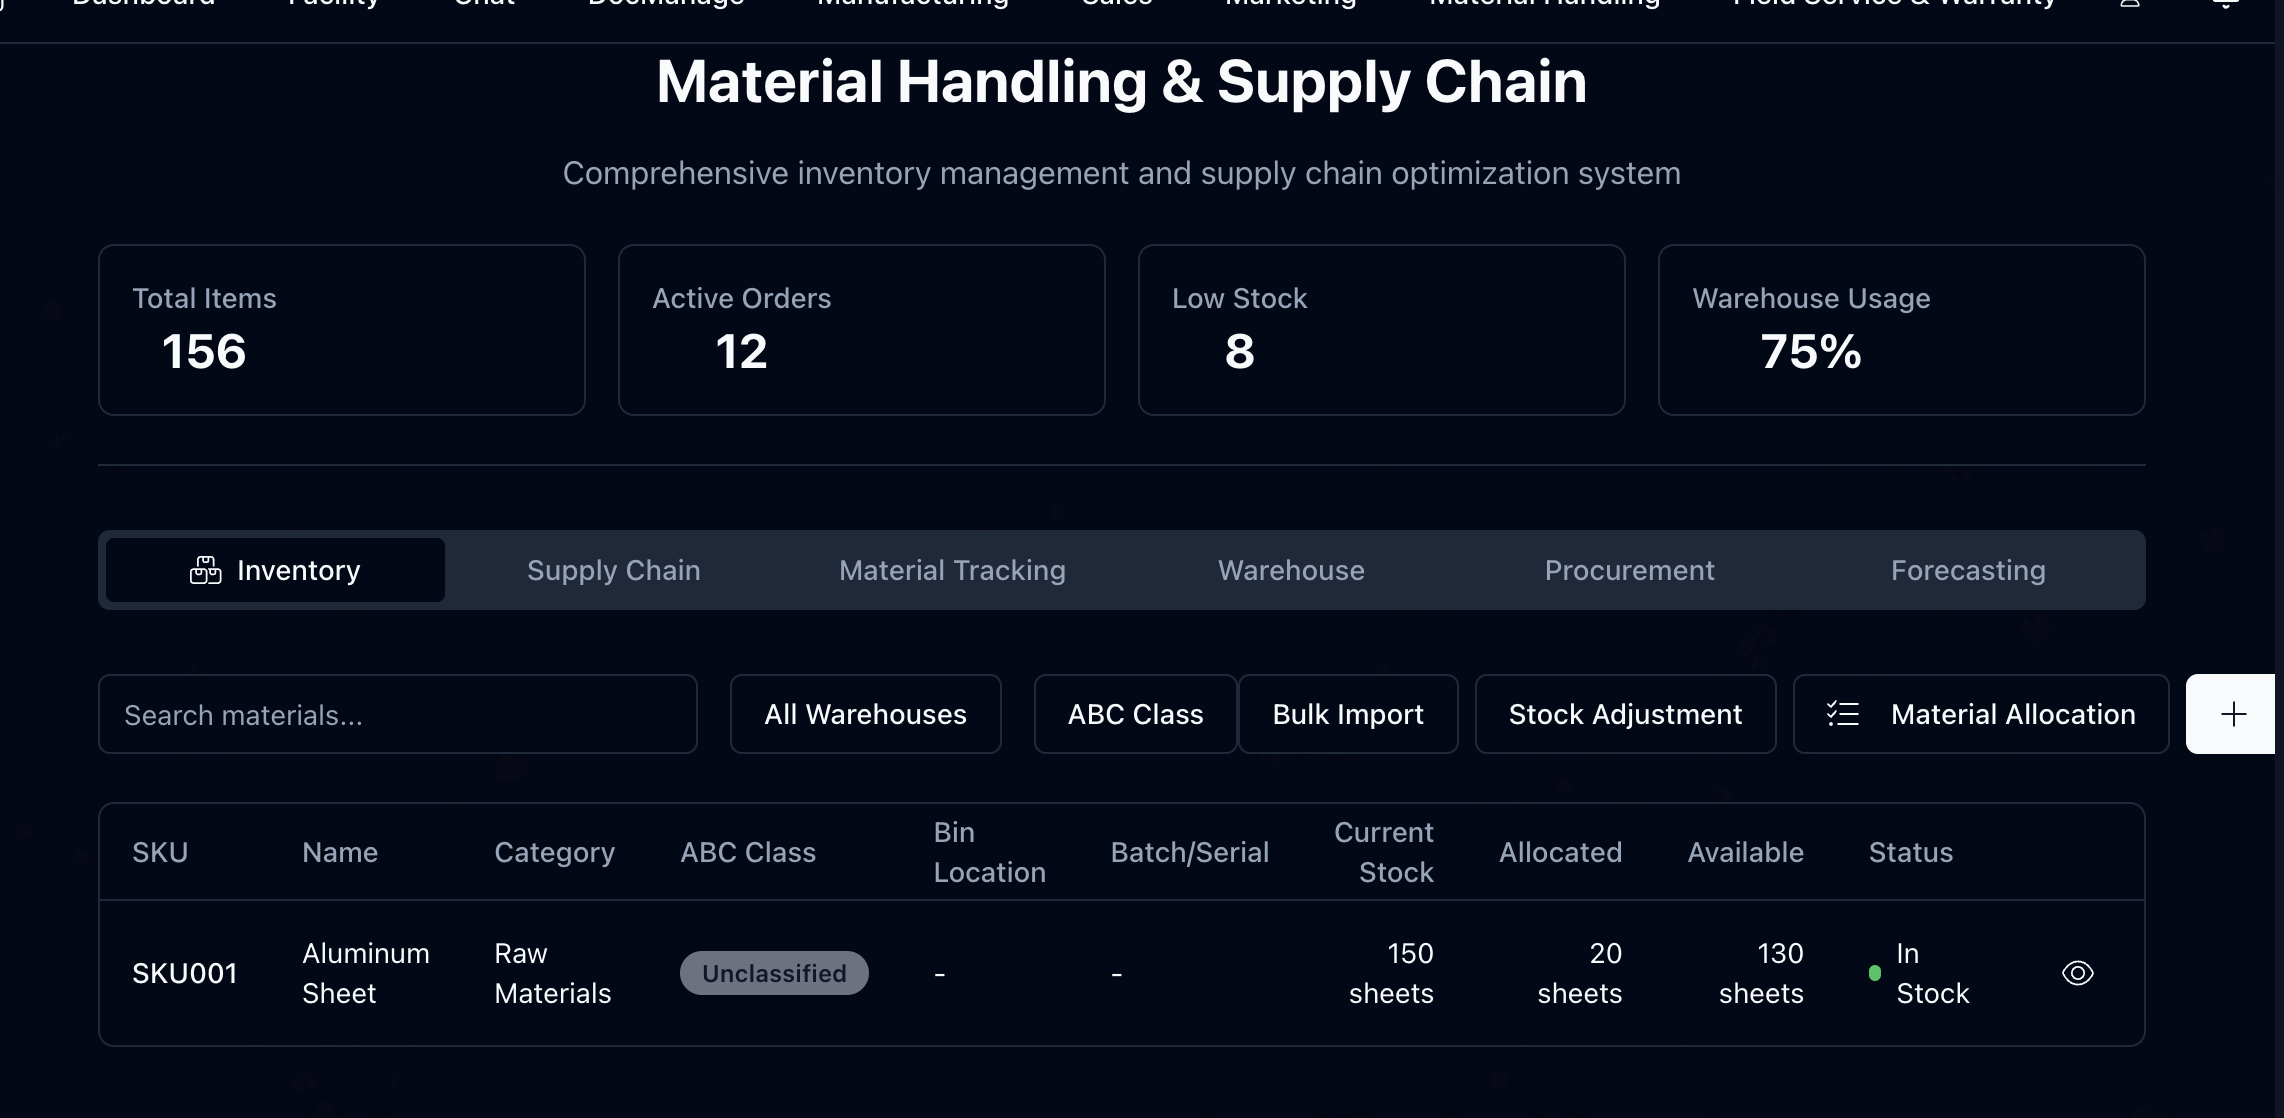 Dashboard Facility Chat DocManage Manufacturing Sales Marketing Material Handling Field Service & Warranty
Material Handling & Supply Chain
Comprehensive inventory management and supply chain optimization system
Total Items
156
Active Orders
12
Low Stock
8
Warehouse Usage
75%
Inventory Supply Chain Material Tracking Warehouse Procurement Forecasting
Search materials... All Warehouses ABC Class Bulk Import Stock Adjustment Material Allocation
SKU Name Category ABC Class Bin Location Batch/Serial Current Stock Allocated Available Status
SKU001 Aluminum Sheet Raw Materials Unclassified - - 150 sheets 20 sheets 130 sheets In Stock